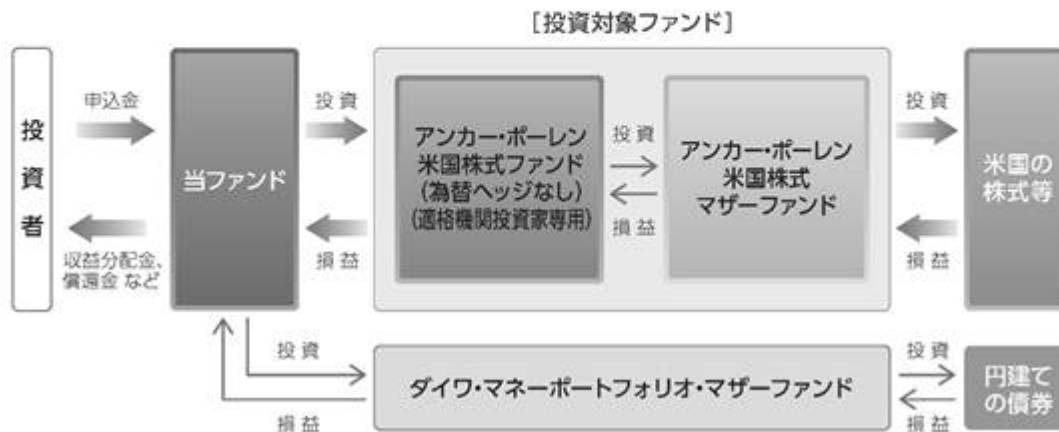 [投資対象ファンド]
投資者
申込金
収益分配金、
償還金 など
当ファンド
投資
損益
アンカー・ポーレン
米国株式ファンド
(為替ヘッジなし)
(適格機関投資家専用)
投資
損益
アンカー・ポーレン
米国株式
マザーファンド
投資
損益
米国の
株式等
投資
損益
ダイワ・マネーポートフォリオ・マザーファンド
投資
損益
円建て
の債券